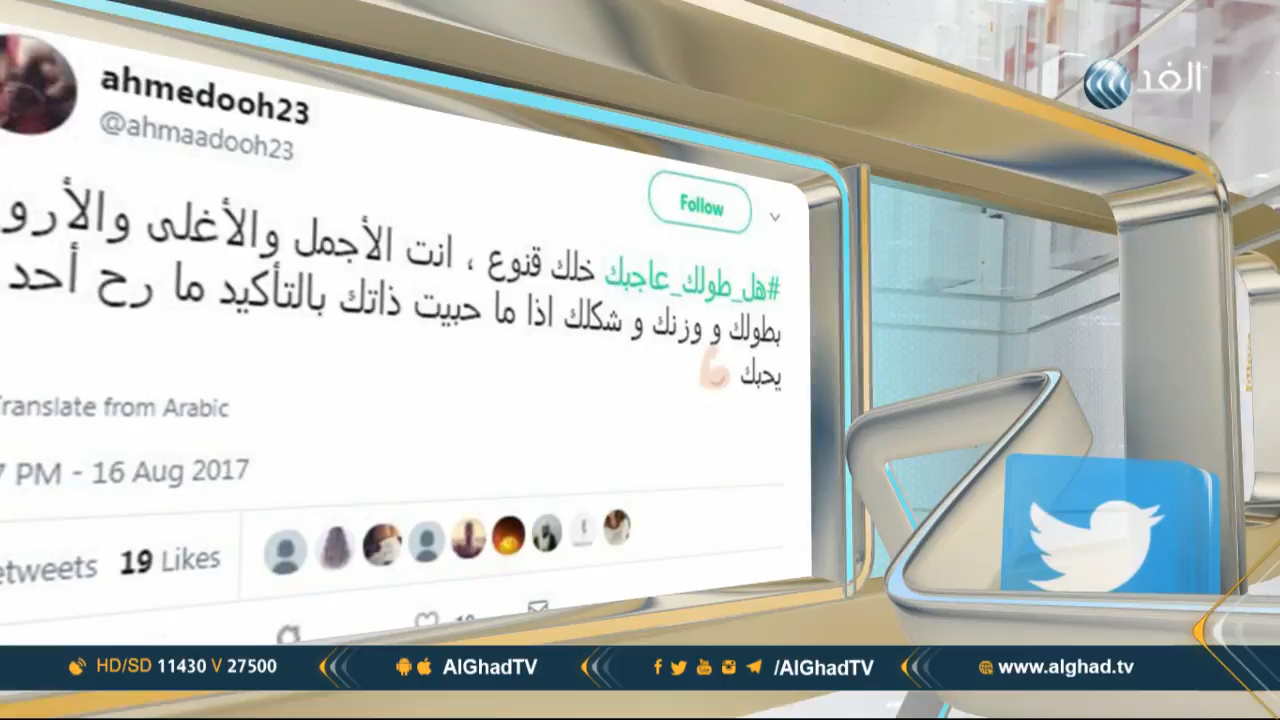 الغد
ahmedooh23
@ahmaadooh23
Follow
#هل_طولك_عاجبك خلك قنوع ، انت الأجمل والأغلى
بطولك و وزنك و شكلك اذا ما حبيت ذاتك بالتأكيد ما رح أحد
يحبك
Translate from Arabic
PM - 16 Aug 2017
19 Likes
HD/SD 11430 V 27500
AlGhadTV
/AlGhadTV
www.alghad.tv